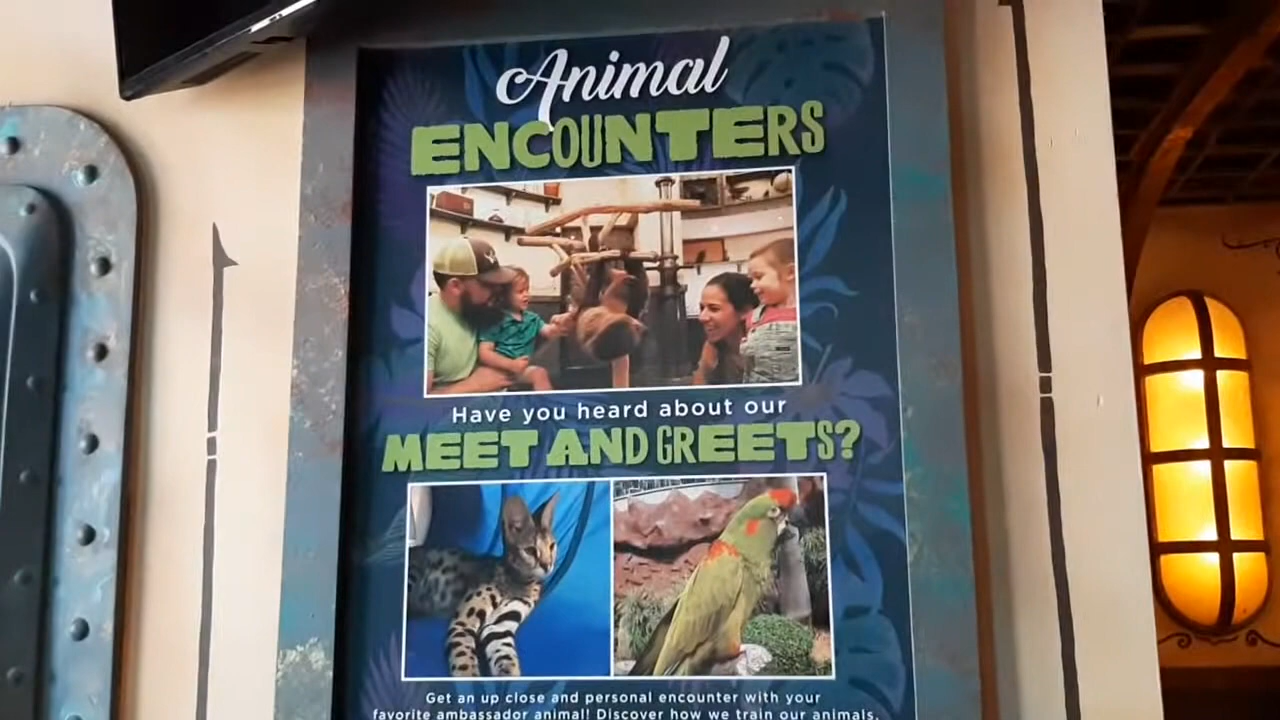 Animal
ENCOUNTERS
Have you heard about our
MEET AND GREETS?
Get an up close and personal encounter with your
favorite ambassador animal! Discover how we train our animals,